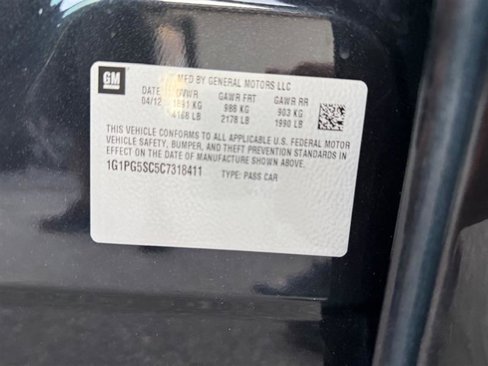 GM
MFD BY GENERAL MOTORS LLC
DATE GVWR GAWR FRT GAWR RR
04/12 1891 KG 988 KG 903 KG
4168 LB 2178 LB 1990 LB
THIS VEHICLE CONFORMS TO ALL APPLICABLE U.S. FEDERAL MOTOR
VEHICLE SAFETY, BUMPER, AND THEFT PREVENTION STANDARDS IN
EFFECT ON THE DATE OF MANUFACTURE SHOWN ABOVE.
1G1PG5SC5C7318411 TYPE: PASS CAR